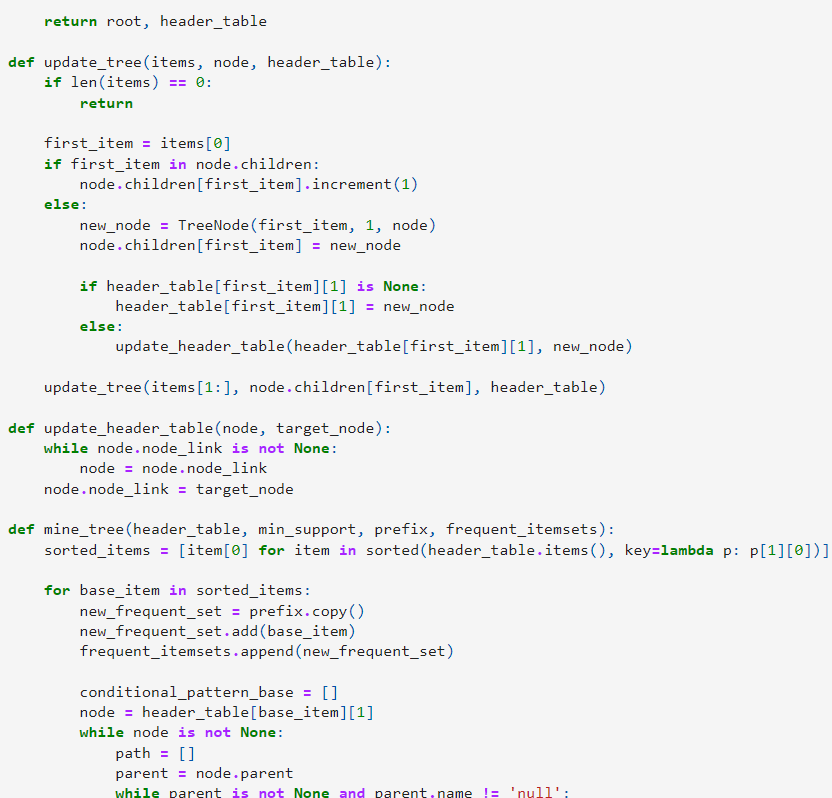 return root, header_table

def update_tree(items, node, header_table):
    if len(items) == 0:
        return

    first_item = items[0]
    if first_item in node.children:
        node.children[first_item].increment(1)
    else:
        new_node = TreeNode(first_item, 1, node)
        node.children[first_item] = new_node

        if header_table[first_item][1] is None:
            header_table[first_item][1] = new_node
        else:
            update_header_table(header_table[first_item][1], new_node)

    update_tree(items[1:], node.children[first_item], header_table)

def update_header_table(node, target_node):
    while node.node_link is not None:
        node = node.node_link
    node.node_link = target_node

def mine_tree(header_table, min_support, prefix, frequent_itemsets):
    sorted_items = [item[0] for item in sorted(header_table.items(), key=lambda p: p[1][0])]

    for base_item in sorted_items:
        new_frequent_set = prefix.copy()
        new_frequent_set.add(base_item)
        frequent_itemsets.append(new_frequent_set)

        conditional_pattern_base = []
        node = header_table[base_item][1]
        while node is not None:
            path = []
            parent = node.parent
            while parent is not None and parent.name != 'null':